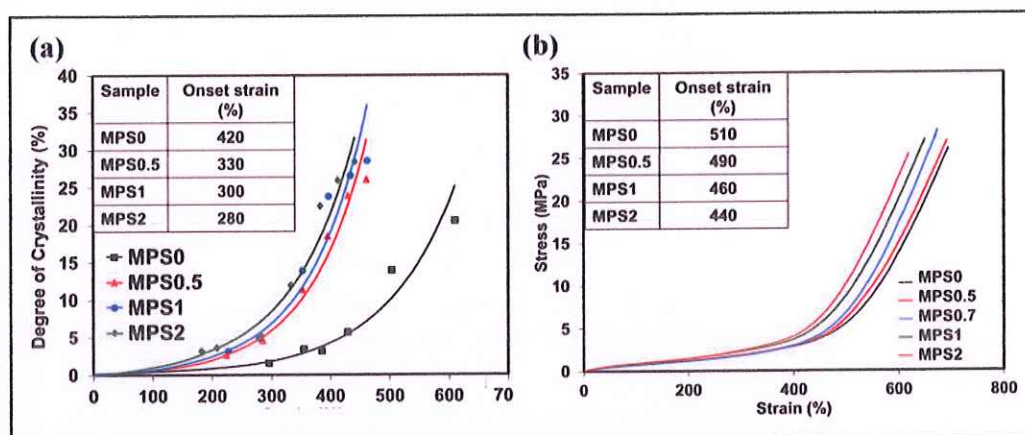 (a)
40
35
30
25
20
15
10
5
0
Degree of Crystallinity (%)
Sample Onset strain (%)
MPS0 420
MPS0.5 330
MPS1 300
MPS2 280
MPS0
MPS0.5
MPS1
MPS2
0 100 200 300 400 500 600 70
(b)
35
30
25
20
15
10
5
0
Stress (MPa)
Sample Onset strain (%)
MPS0 510
MPS0.5 490
MPS1 460
MPS2 440
MPS0
MPS0.5
MPS0.7
MPS1
MPS2
0 200 400 600 800
Strain (%)